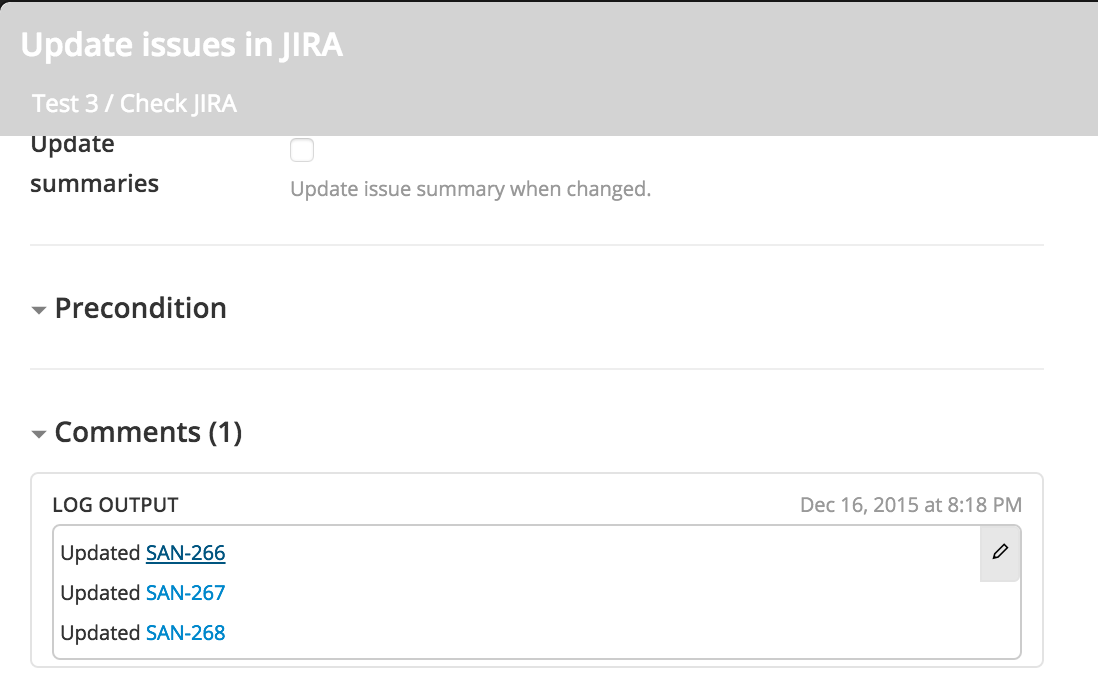 Update issues in JIRA
Test 3 / Check JIRA
Update
summaries
Update issue summary when changed.
Precondition
Comments (1)
LOG OUTPUT
Dec 16, 2015 at 8:18 PM
Updated SAN-266
Updated SAN-267
Updated SAN-268